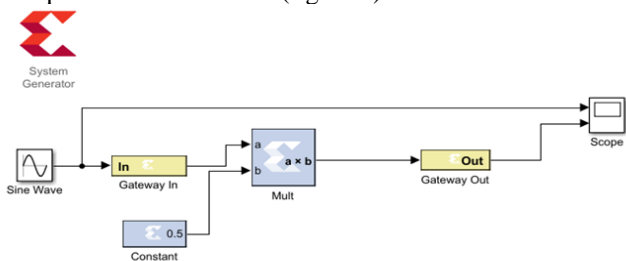 System
Generator
Scope
Sine Wave
In
Gateway In
a
b
a × b
Mult
Out
Gateway Out
0.5
Constant